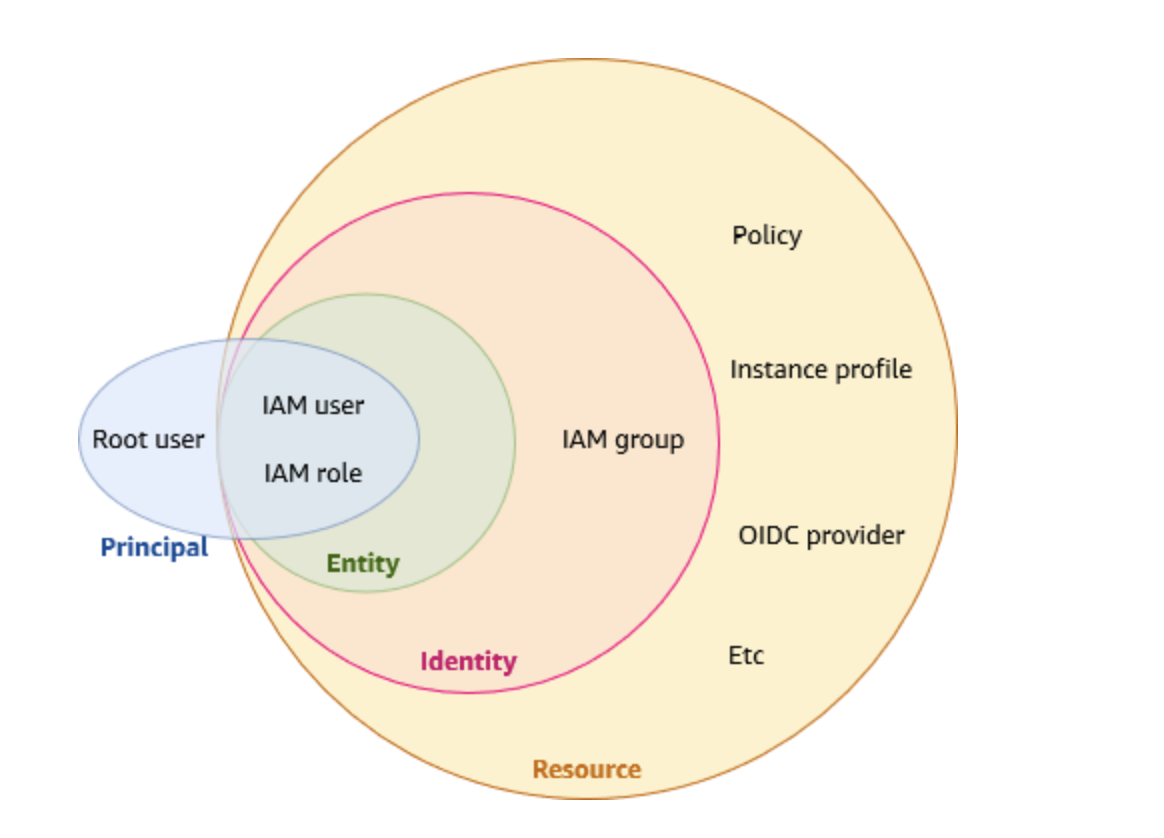 Policy
Instance profile
IAM user
Root user
IAM group
IAM role
OIDC provider
Principal
Entity
Etc
Identity
Resource